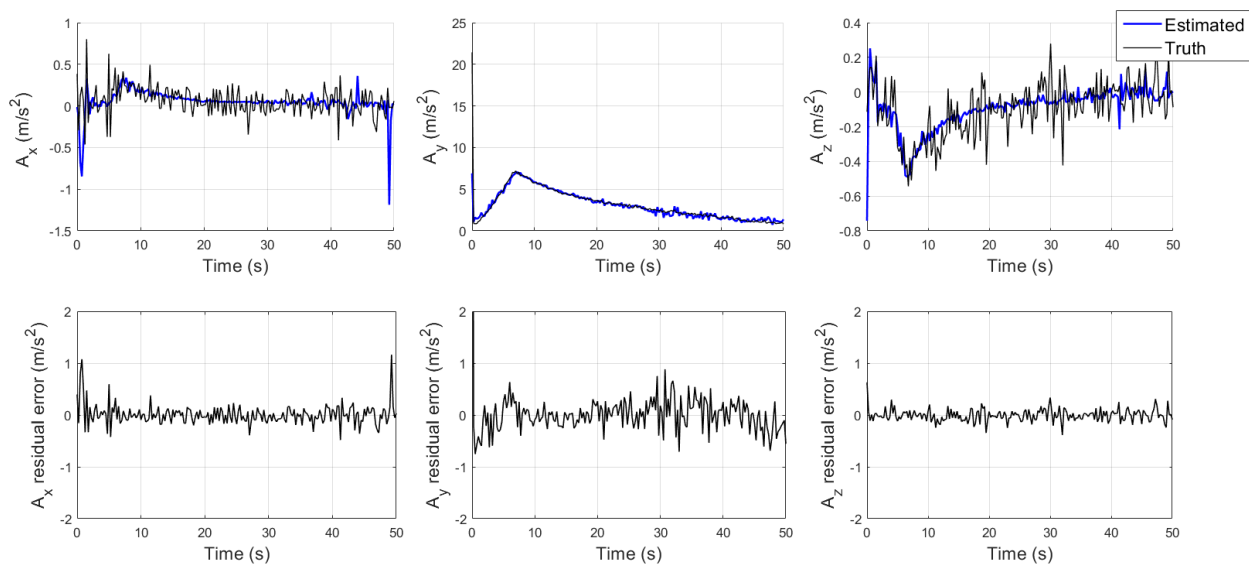 1
0.5
0
-0.5
-1
-1.5
A_x (m/s^2)
0 10 20 30 40 50
Time (s)
25
20
15
10
5
0
A_y (m/s^2)
0 10 20 30 40 50
Time (s)
0.4
0.2
0
-0.2
-0.4
-0.6
-0.8
A_z (m/s^2)
0 10 20 30 40 50
Time (s)
Estimated
Truth
2
1
0
-1
-2
A_x residual error (m/s^2)
0 10 20 30 40 50
Time (s)
2
1
0
-1
-2
A_y residual error (m/s^2)
0 10 20 30 40 50
Time (s)
2
1
0
-1
-2
A_z residual error (m/s^2)
0 10 20 30 40 50
Time (s)